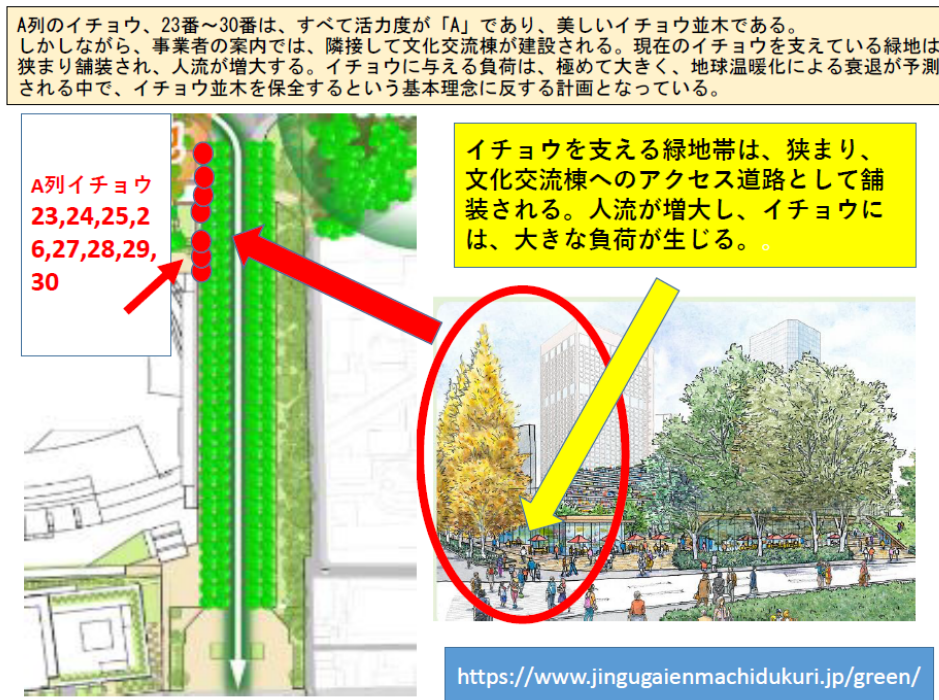 A列のイチョウ、23番～30番は、すべて活力度が「A」であり、美しいイチョウ並木である。
しかしながら、事業者の案内では、隣接して文化交流棟が建設される。現在のイチョウを支えている緑地は
狭まり舗装され、人流が増大する。イチョウに与える負荷は、極めて大きく、地球温暖化による衰退が予測
される中で、イチョウ並木を保全するという基本理念に反する計画となっている。
A列イチョウ
23,24,25,2
6,27,28,29,
30
イチョウを支える緑地帯は、狭まり、
文化交流棟へのアクセス道路として舗
装される。人流が増大し、イチョウに
は、大きな負荷が生じる。。
https://www.jingugaienmachidukuri.jp/green/